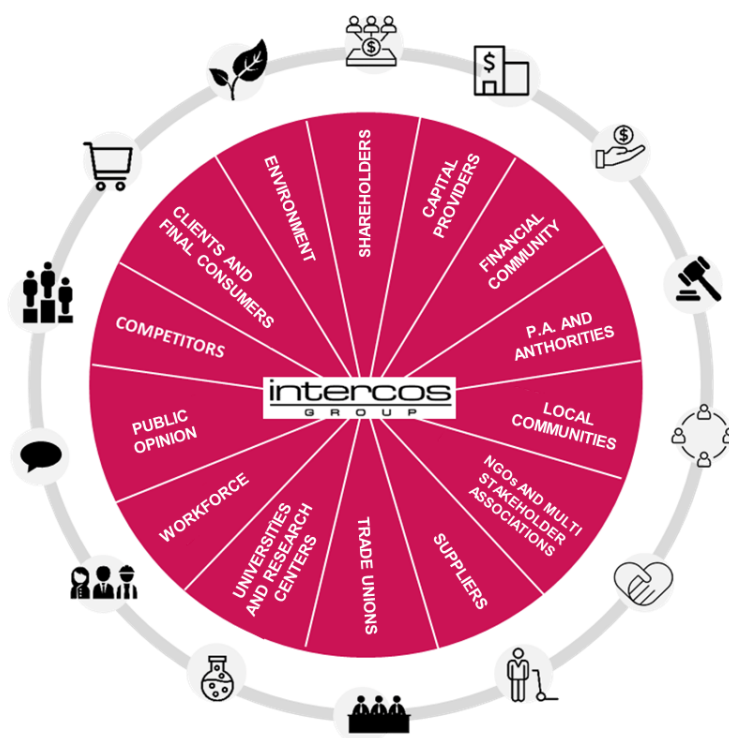 SHAREHOLDERS
CAPITAL
PROVIDERS
FINANCIAL
COMMUNITY
P.A. AND
ANTHORITIES
LOCAL
COMMUNITIES
NGOs AND MULTI
STAKEHOLDER
ASSOCIATIONS
SUPPLIERS
TRADE UNIONS
UNIVERSITIES
AND RESEARCH
CENTERS
WORKFORCE
PUBLIC
OPINION
COMPETITORS
CLIENTS AND
FINAL CONSUMERS
ENVIRONMENT
intercos
GROUP
$
$
$